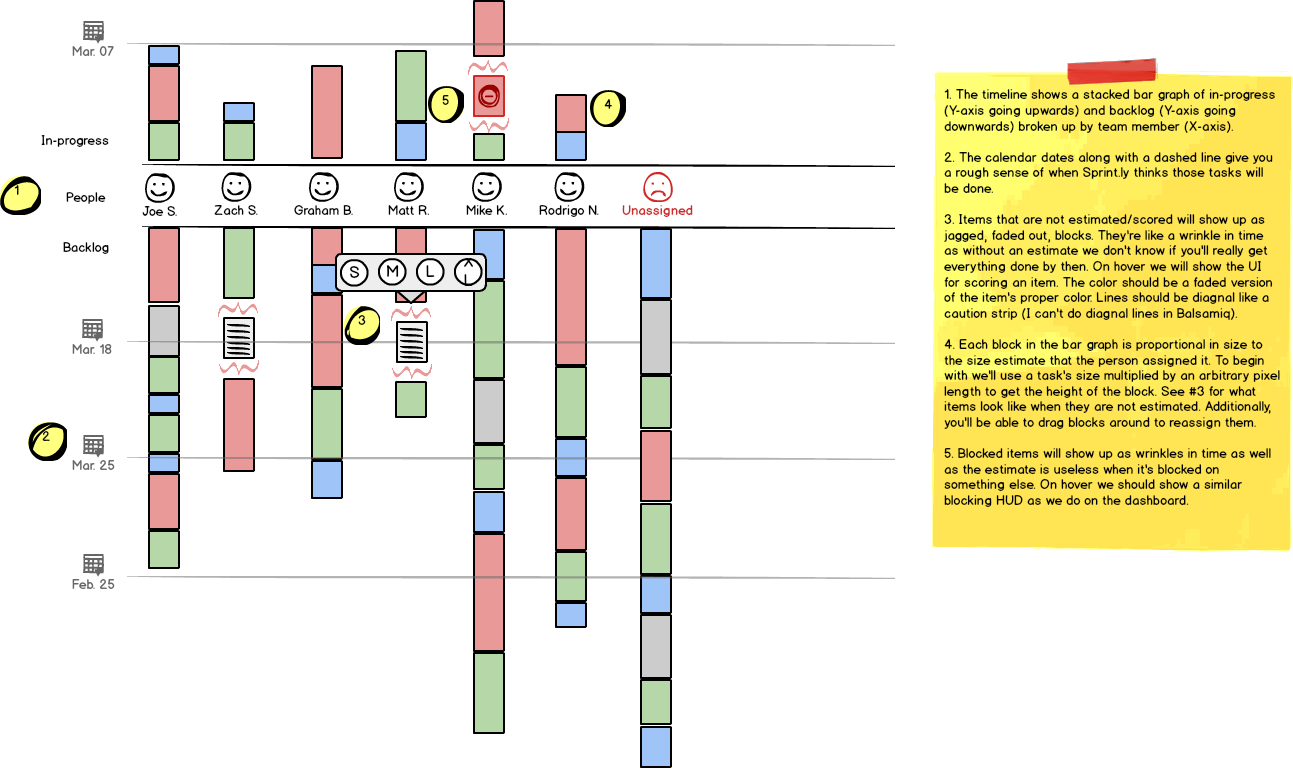 Mar. 07
In-progress
5
4
1
People
Joe S.
Zach S.
Graham B.
Matt R.
Mike K.
Rodrigo N.
Unassigned
Backlog
S
M
L
3
Mar. 18
2
Mar. 25
Feb. 25
1. The timeline shows a stacked bar graph of in-progress
(Y-axis going upwards) and backlog (Y-axis going
downwards) broken up by team member (X-axis).
2. The calendar dates along with a dashed line give you
a rough sense of when Sprint.ly thinks those tasks will
be done.
3. Items that are not estimated/scored will show up as
jagged, faded out, blocks. They're like a wrinkle in time
as without an estimate we don't know if you'll really get
everything done by then. On hover we will show the UI
for scoring an item. The color should be a faded version
of the item's proper color. Lines should be diagnal like a
caution strip (I can't do diagnal lines in Balsamiq).
4. Each block in the bar graph is proportional in size to
the size estimate that the person assigned it. To begin
with we'll use a task's size multiplied by an arbitrary pixel
length to get the height of the block. See #3 for what
items look like when they are not estimated. Additionally,
you'll be able to drag blocks around to reassign them.
5. Blocked items will show up as wrinkles in time as well
as the estimate is useless when it's blocked on
something else. On hover we should show a similar
blocking HUD as we do on the dashboard.